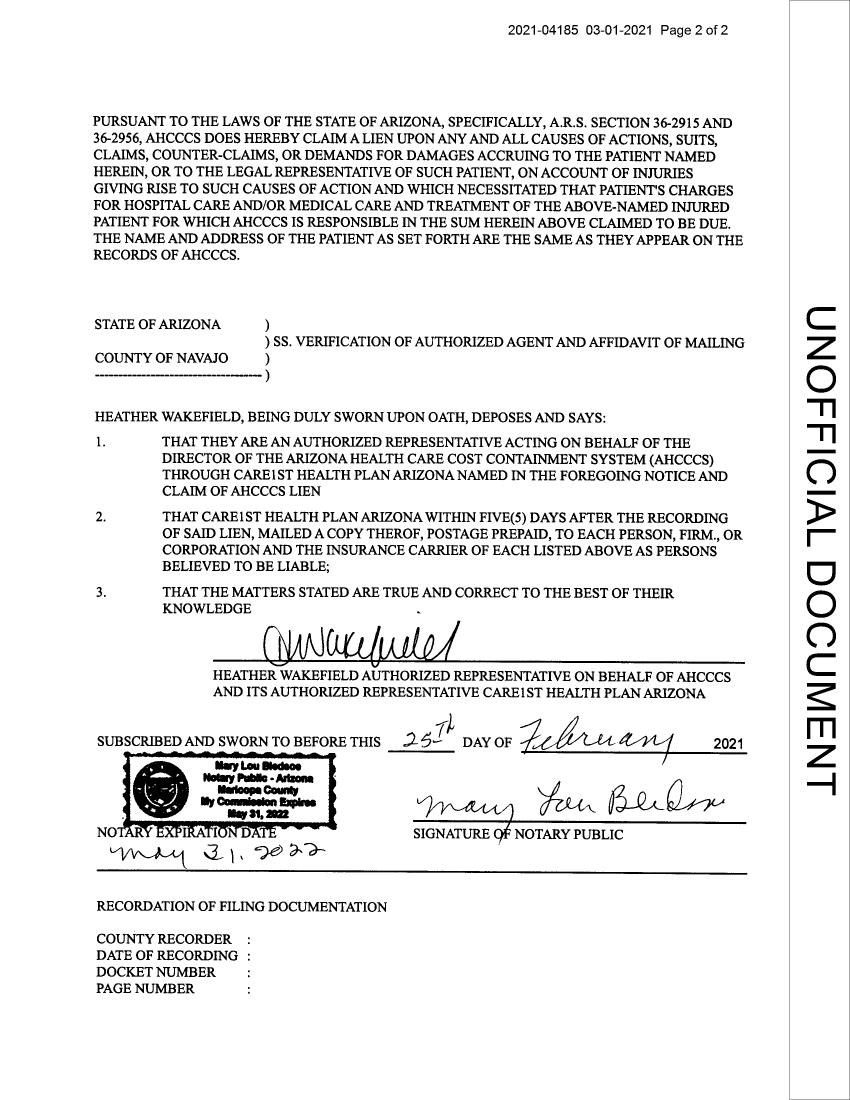 2021-04185 03-01-2021 Page 2 of 2
PURSUANT TO THE LAWS OF THE STATE OF ARIZONA, SPECIFICALLY, A.R.S. SECTION 36-2915 AND
36-2956, AHCCCS DOES HEREBY CLAIM A LIEN UPON ANY AND ALL CAUSES OF ACTIONS, SUITS,
CLAIMS, COUNTER-CLAIMS, OR DEMANDS FOR DAMAGES ACCRUING TO THE PATIENT NAMED
HEREIN, OR TO THE LEGAL REPRESENTATIVE OF SUCH PATIENT, ON ACCOUNT OF INJURIES
GIVING RISE TO SUCH CAUSES OF ACTION AND WHICH NECESSITATED THAT PATIENT'S CHARGES
FOR HOSPITAL CARE AND/OR MEDICAL CARE AND TREATMENT OF THE ABOVE-NAMED INJURED
PATIENT FOR WHICH AHCCCS IS RESPONSIBLE IN THE SUM HEREIN ABOVE CLAIMED TO BE DUE.
THE NAME AND ADDRESS OF THE PATIENT AS SET FORTH ARE THE SAME AS THEY APPEAR ON THE
RECORDS OF AHCCCS.
STATE OF ARIZONA )
) SS. VERIFICATION OF AUTHORIZED AGENT AND AFFIDAVIT OF MAILING
COUNTY OF NAVAJO )
------------------------------------ )
HEATHER WAKEFIELD, BEING DULY SWORN UPON OATH, DEPOSES AND SAYS:
1. THAT THEY ARE AN AUTHORIZED REPRESENTATIVE ACTING ON BEHALF OF THE
DIRECTOR OF THE ARIZONA HEALTH CARE COST CONTAINMENT SYSTEM (AHCCCS)
THROUGH CARE1ST HEALTH PLAN ARIZONA NAMED IN THE FOREGOING NOTICE AND
CLAIM OF AHCCCS LIEN
2. THAT CARE1ST HEALTH PLAN ARIZONA WITHIN FIVE(5) DAYS AFTER THE RECORDING
OF SAID LIEN, MAILED A COPY THEROF, POSTAGE PREPAID, TO EACH PERSON, FIRM., OR
CORPORATION AND THE INSURANCE CARRIER OF EACH LISTED ABOVE AS PERSONS
BELIEVED TO BE LIABLE;
3. THAT THE MATTERS STATED ARE TRUE AND CORRECT TO THE BEST OF THEIR
KNOWLEDGE
HWakefield
HEATHER WAKEFIELD AUTHORIZED REPRESENTATIVE ON BEHALF OF AHCCCS
AND ITS AUTHORIZED REPRESENTATIVE CARE1ST HEALTH PLAN ARIZONA
SUBSCRIBED AND SWORN TO BEFORE THIS 25Th DAY OF February 2021
Mary Lou Bledsoe
Notary Public - Arizona
Maricopa County
My Commission Expires
May 31, 2022
Mary Lou Bledsoe
NOTARY EXPIRATION DATE
SIGNATURE OF NOTARY PUBLIC
May 31, 2022
RECORDATION OF FILING DOCUMENTATION
COUNTY RECORDER :
DATE OF RECORDING :
DOCKET NUMBER :
PAGE NUMBER :
UNOFFICIAL DOCUMENT